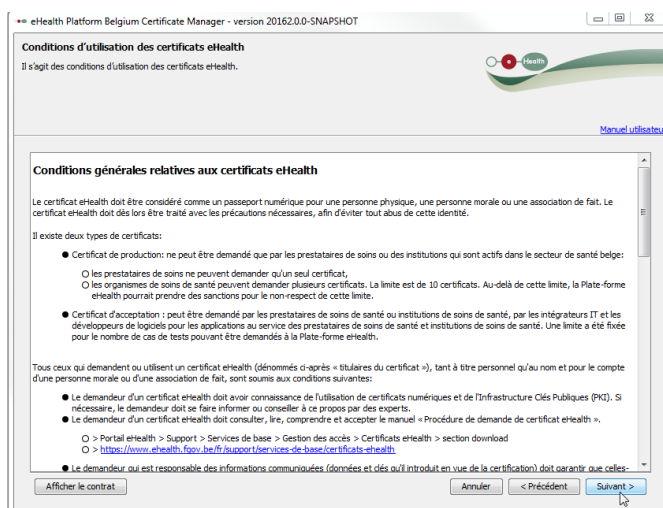 eHealth Platform Belgium Certificate Manager - version 20162.0.0-SNAPSHOT
Conditions d'utilisation des certificats eHealth
Il s'agit des conditions d'utilisation des certificats eHealth.
eHealth
Manuel utilisateu
Conditions générales relatives aux certificats eHealth
Le certificat eHealth doit être considéré comme un passeport numérique pour une personne physique, une personne morale ou une association de fait. Le
certificat eHealth doit dès lors être traité avec les précautions nécessaires, afin d'éviter tout abus de cette identité.
Il existe deux types de certificats:
● Certificat de production: ne peut être demandé que par les prestataires de soins ou des institutions qui sont actifs dans le secteur de santé belge:
O les prestataires de soins ne peuvent demander qu'un seul certificat,
O les organismes de soins de santé peuvent demander plusieurs certificats. La limite est de 10 certificats. Au-delà de cette limite, la Plate-forme
eHealth pourrait prendre des sanctions pour le non-respect de cette limite.
● Certificat d'acceptation : peut être demandé par les prestataires de soins de santé ou institutions de soins de santé, par les intégrateurs IT et les
développeurs de logiciels pour les applications au service des prestataires de soins de santé et institutions de soins de santé. Une limite a été fixée
pour le nombre de cas de tests pouvant être demandés à la Plate-forme eHealth.
Tous ceux qui demandent ou utilisent un certificat eHealth (dénommés ci-après « titulaires du certificat »), tant à titre personnel qu'au nom et pour le compte
d'une personne morale ou d'une association de fait, sont soumis aux conditions suivantes:
● Le demandeur d'un certificat eHealth doit avoir connaissance de l'utilisation de certificats numériques et de l'Infrastructure Clés Publiques (PKI). Si
nécessaire, le demandeur doit se faire informer ou conseiller à ce propos par des experts.
● Le demandeur d'un certificat eHealth doit consulter, lire, comprendre et accepter le manuel «Procédure de demande de certificat eHealth ».
O > Portail eHealth > Support > Services de base > Gestion des accès > Certificats eHealth > section download
O > https://www.ehealth.fgov.be/fr/support/services-de-base/certificats-ehealth
● Le demandeur qui est responsable des informations communiquées (données et clés qu'il introduit en vue de la certification) doit garantir que celles-
Afficher le contrat
Annuler
< Précédent
Suivant >